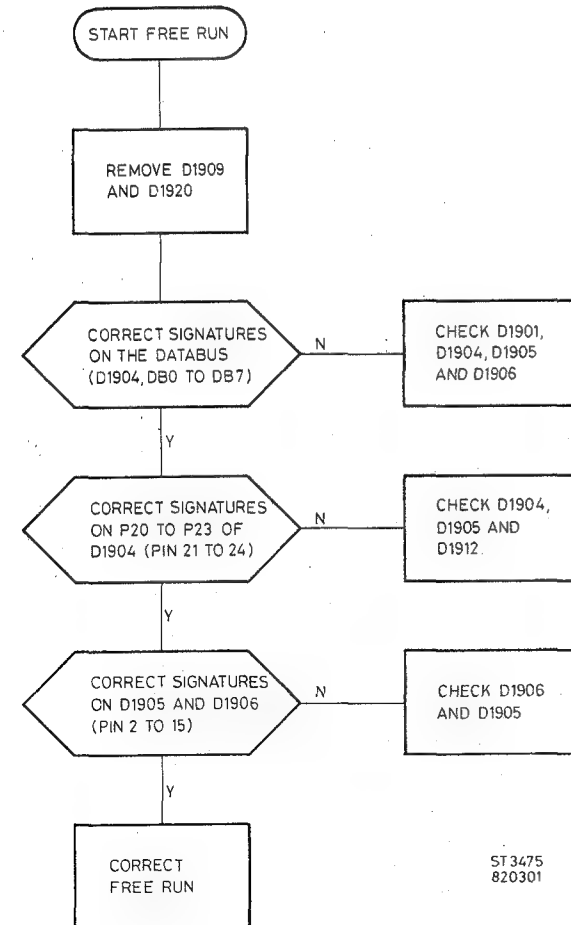 START FREE RUN
REMOVE D1909
AND D1920
CORRECT SIGNATURES
ON THE DATABUS
(D1904, DB0 TO DB7)
N
CHECK D1901,
D1904, D1905
AND D1906
Y
CORRECT SIGNATURES
ON P20 TO P23 OF
D1904 (PIN 21 TO 24)
N
CHECK D1904,
D1905 AND
D1912.
Y
CORRECT SIGNATURES
ON D1905 AND D1906
(PIN 2 TO 15)
N
CHECK D1906
AND D1905
Y
CORRECT
FREE RUN
ST3475
820301